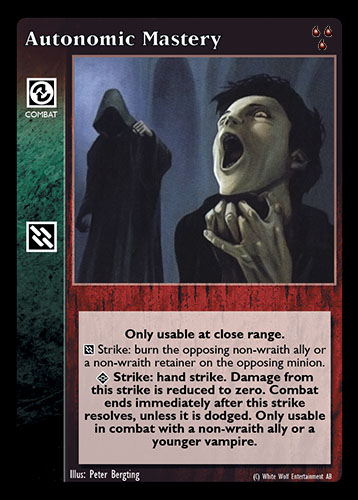 Autonomic Mastery
COMBAT
Only usable at close range.
Strike: burn the opposing non-wraith ally or
a non-wraith retainer on the opposing minion.
Strike: hand strike. Damage from
this strike is reduced to zero. Combat
ends immediately after this strike
resolves, unless it is dodged. Only usable
in combat with a non-wraith ally or a
younger vampire.
Illus: Peter Bergting
(C) White Wolf Entertainment AB